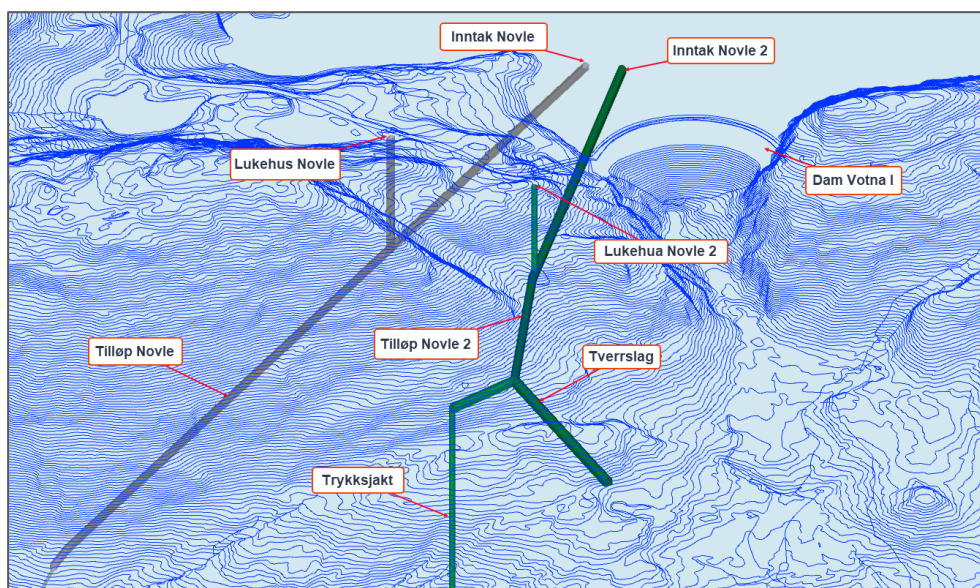 Inntak Novle
Inntak Novle 2
Lukehus Novle
Dam Votna I
Lukehua Novle 2
Tilløp Novle
Tilløp Novle 2
Tverrslag
Trykksjakt